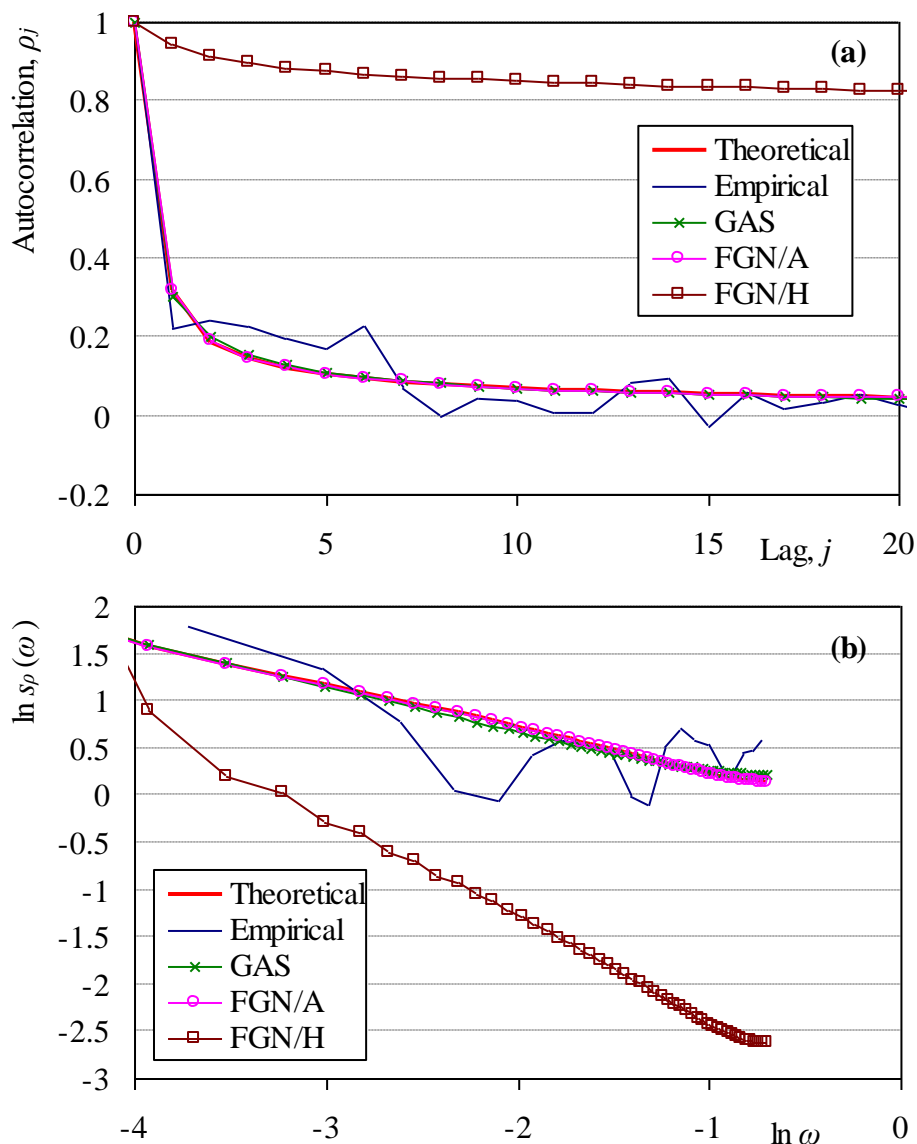 (a)
Autocorrelation, ρj
1
0.8
0.6
0.4
0.2
0
-0.2
Theoretical
Empirical
GAS
FGN/A
FGN/H
0 5 10 15 20
Lag, j
(b)
ln sρ(ω)
2
1.5
1
0.5
0
-0.5
-1
-1.5
-2
-2.5
-3
Theoretical
Empirical
GAS
FGN/A
FGN/H
-4 -3 -2 -1 0
ln ω